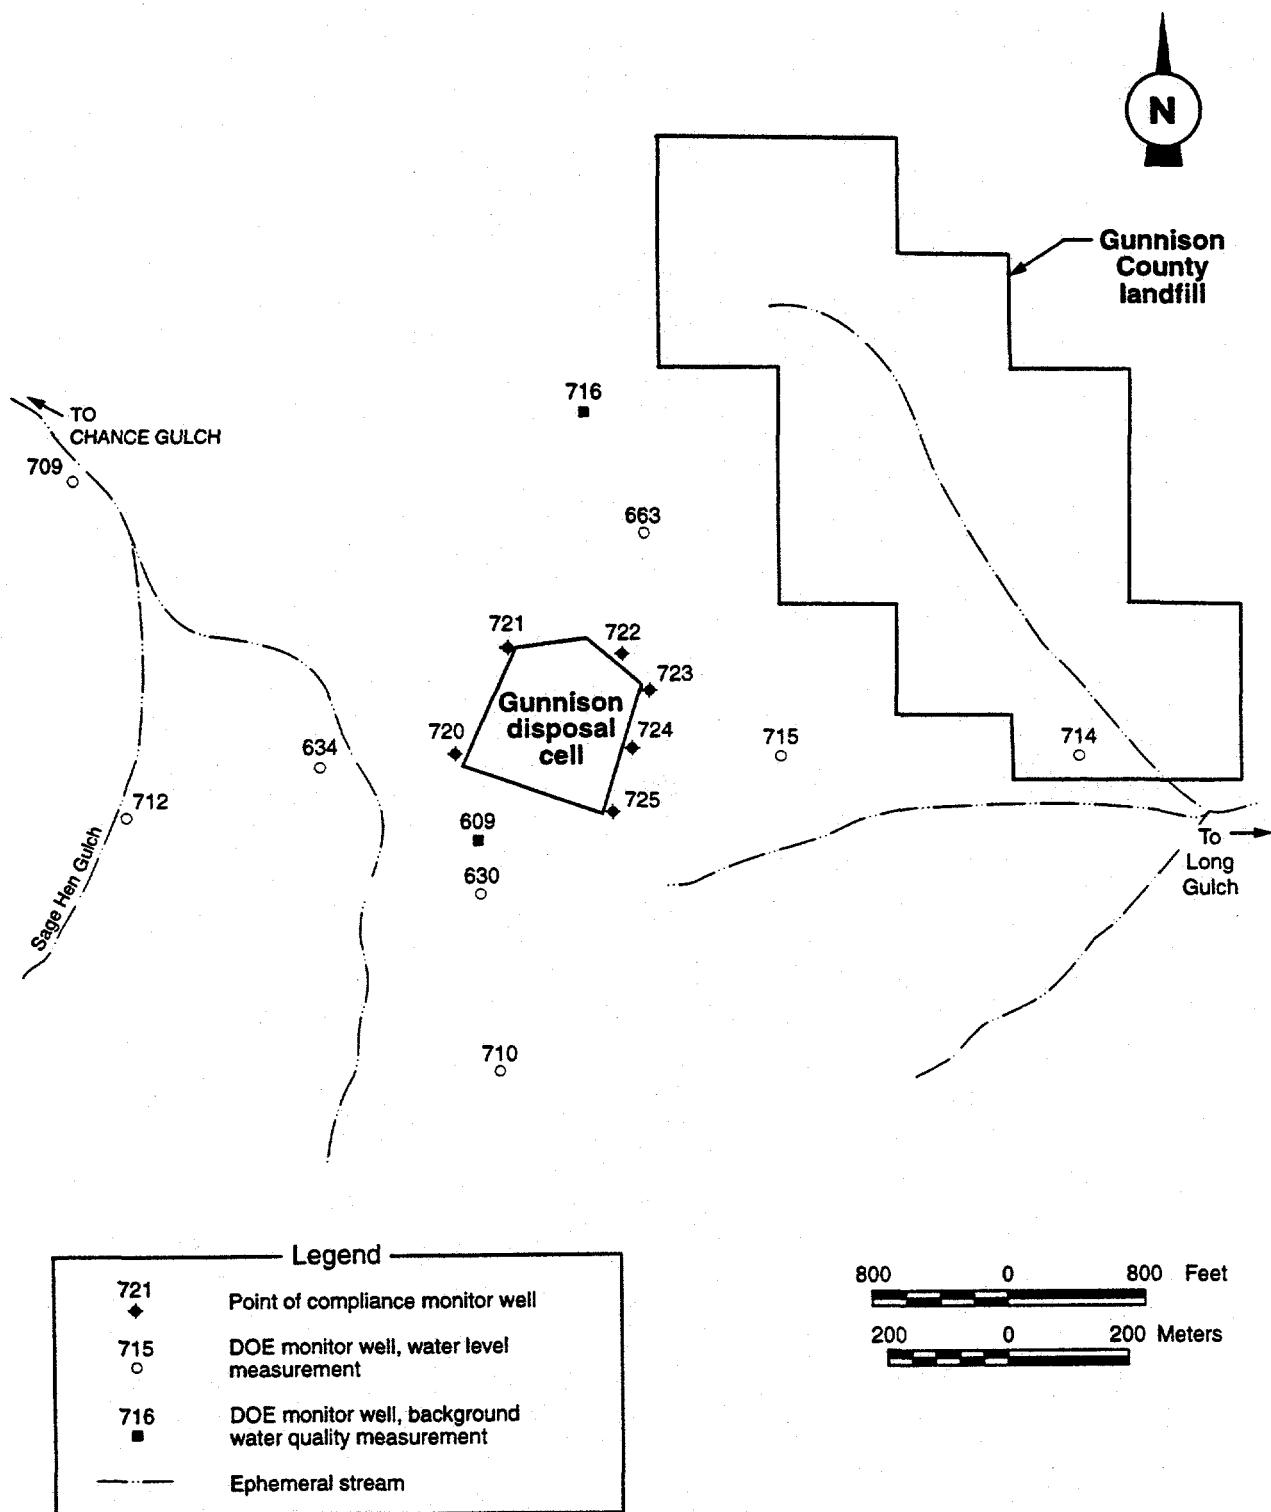 N
Gunnison
County
landfill
716
TO
CHANCE GULCH
709
663
721
722
723
Gunnison
disposal
cell
720
724
634
715
714
712
725
609
To
Long
Gulch
630
Sage Hen Gulch
710
Legend
721
Point of compliance monitor well
715
DOE monitor well, water level
measurement
716
DOE monitor well, background
water quality measurement
Ephemeral stream
800 0 800 Feet
200 0 200 Meters